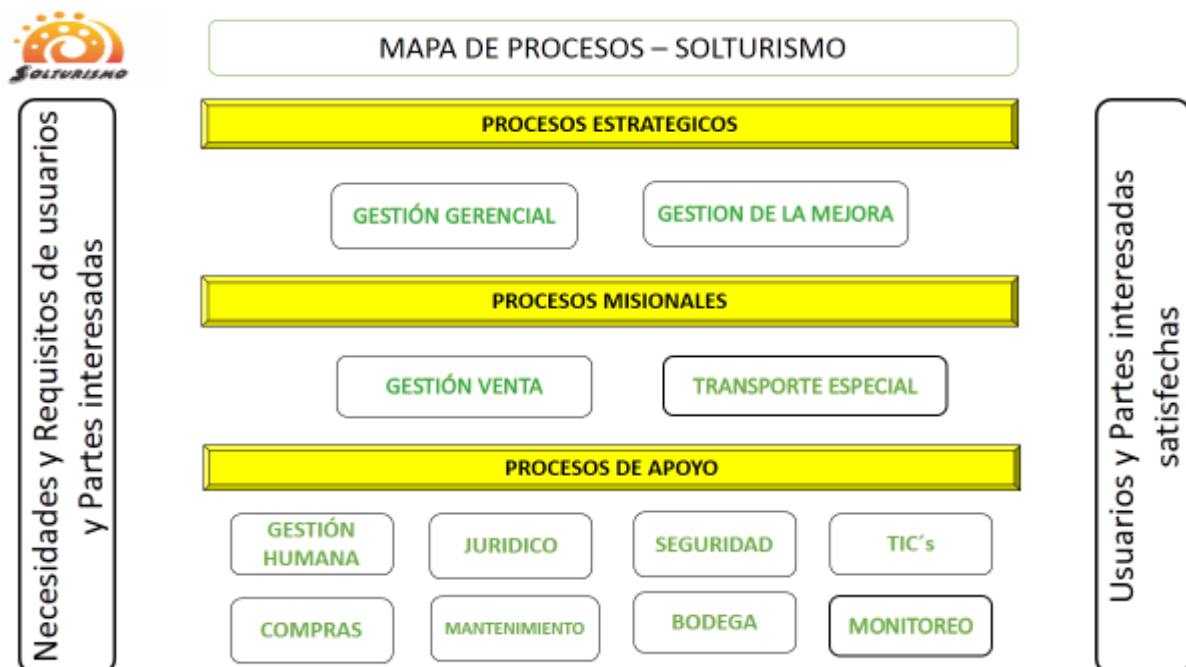 SOLTURISMO
MAPA DE PROCESOS – SOLTURISMO
Necesidades y Requisitos de usuarios
y Partes interesadas
PROCESOS ESTRATEGICOS
GESTIÓN GERENCIAL
GESTION DE LA MEJORA
PROCESOS MISIONALES
GESTIÓN VENTA
TRANSPORTE ESPECIAL
PROCESOS DE APOYO
GESTIÓN
HUMANA
JURIDICO
SEGURIDAD
TIC´s
COMPRAS
MANTENIMIENTO
BODEGA
MONITOREO
Usuarios y Partes interesadas
satisfechas